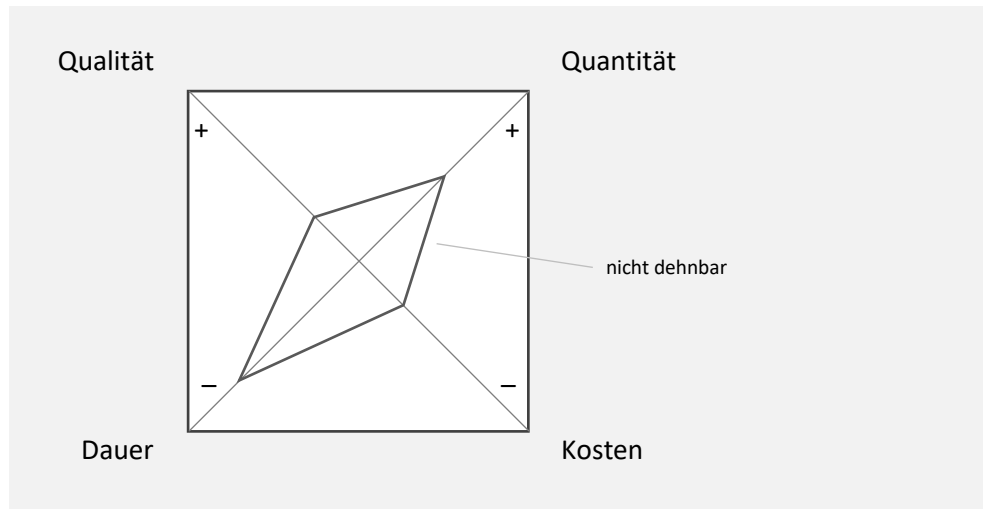 Qualität
Quantität
+
+
nicht dehnbar
–
–
Dauer
Kosten